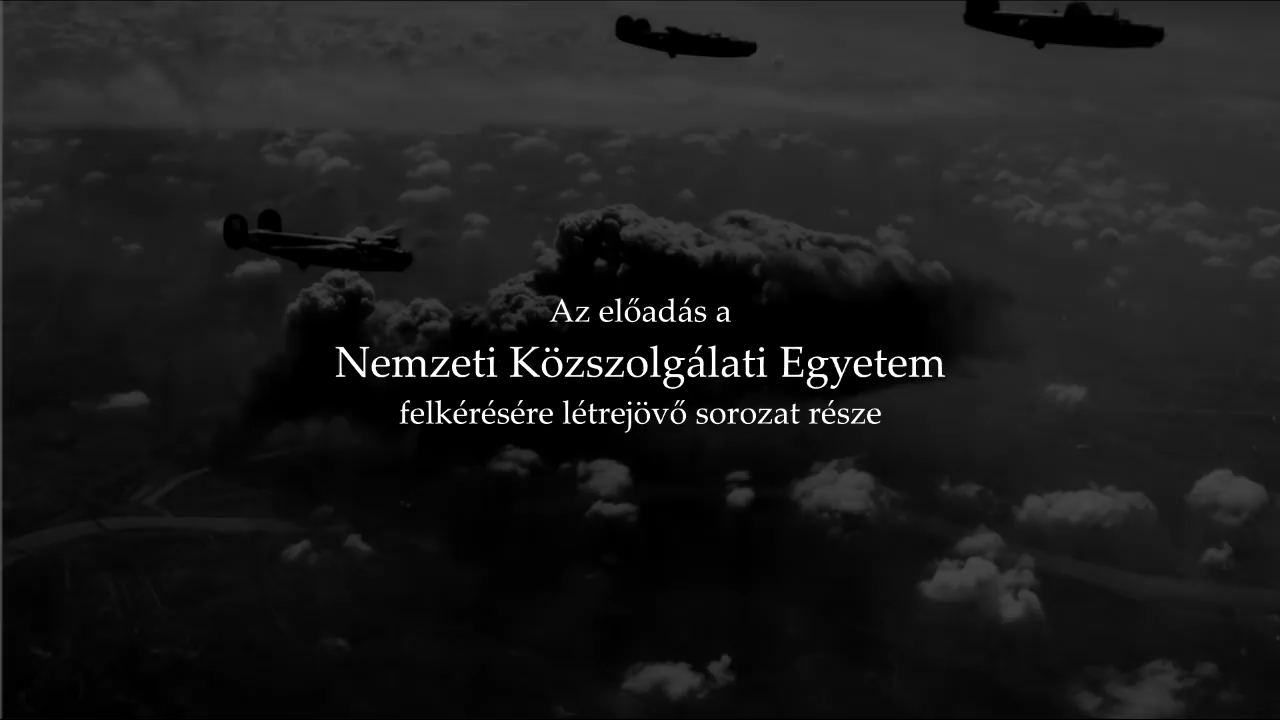 Az előadás a
Nemzeti Közszolgálati Egyetem
felkérésére létrejövő sorozat része